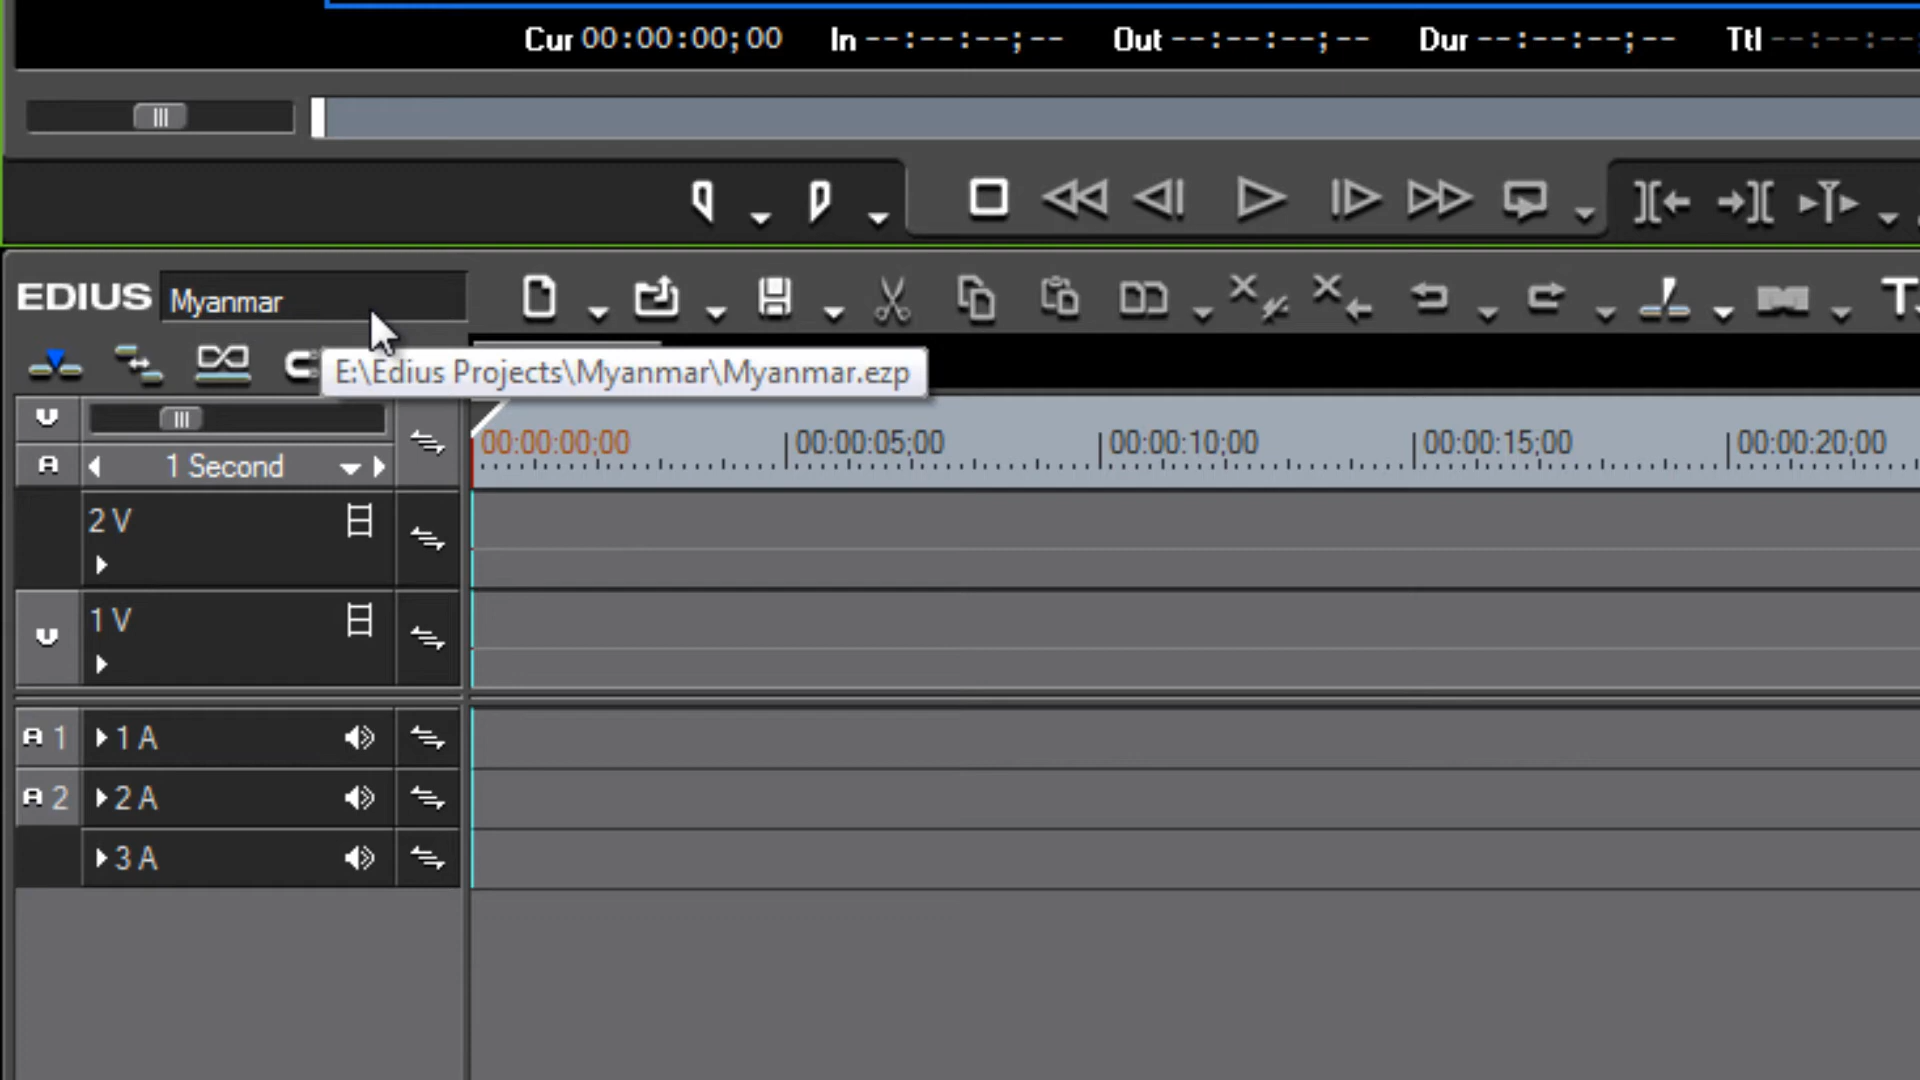 Cur 00:00:00;00 In --:--:--;-- Out --:--:--;-- Dur --:--:--;-- Ttl --:--:--
EDIUS Myanmar
E:\Edius Projects\Myanmar\Myanmar.ezp
V
A 1 Second
00:00:00;00 00:00:05;00 00:00:10;00 00:00:15;00 00:00:20;00
2 V
V 1 V
A 1 1 A
A 2 2 A
3 A